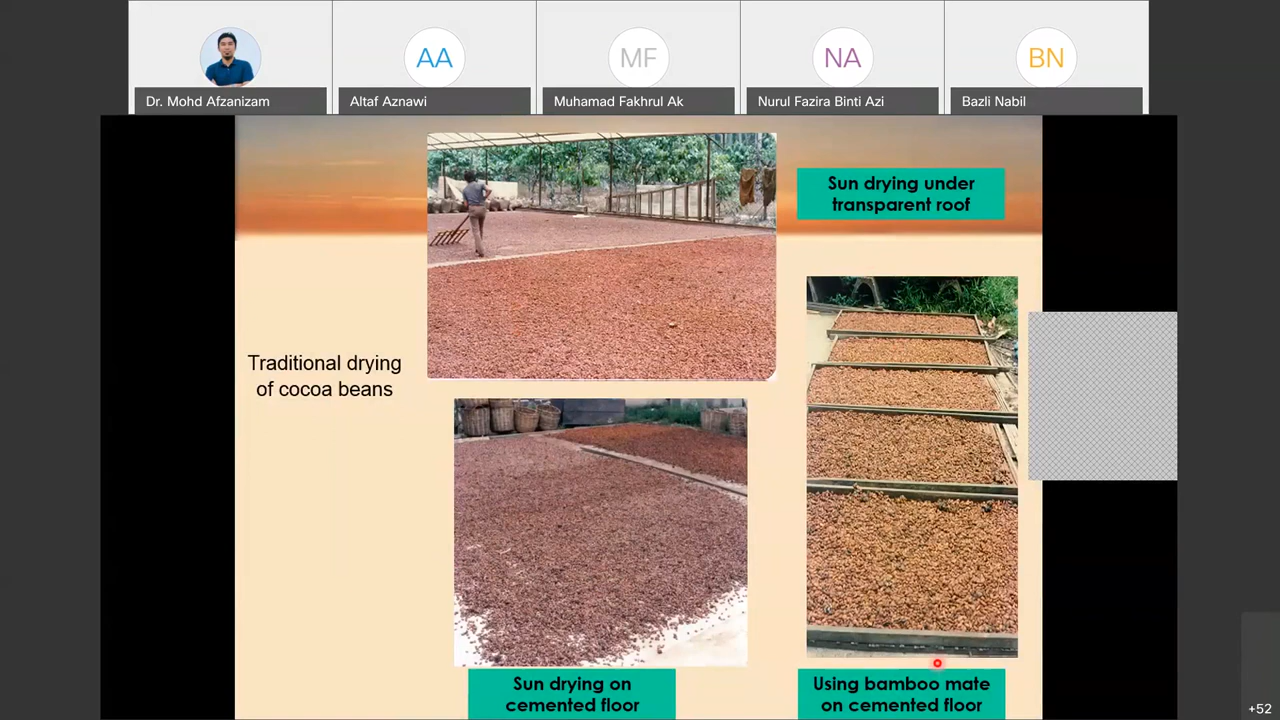 AA
MF
NA
BN
Dr. Mohd Afzanizam
Altaf Aznawi
Muhamad Fakhrul Ak
Nurul Fazira Binti Azi
Bazli Nabil
Sun drying under
transparent roof
Traditional drying
of cocoa beans
Sun drying on
cemented floor
Using bamboo mate
on cemented floor
+52